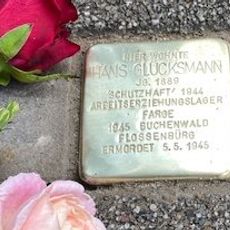 HIER WOHNTE
HANS GLÜCKSMANN
JG. 1889
'SCHUTZHAFT' 1944
ARBEITSERZIEHUNGSLAGER
FARGE
1945 BUCHENWALD
FLOSSENBÜRG
ERMORDET 5.5.1945